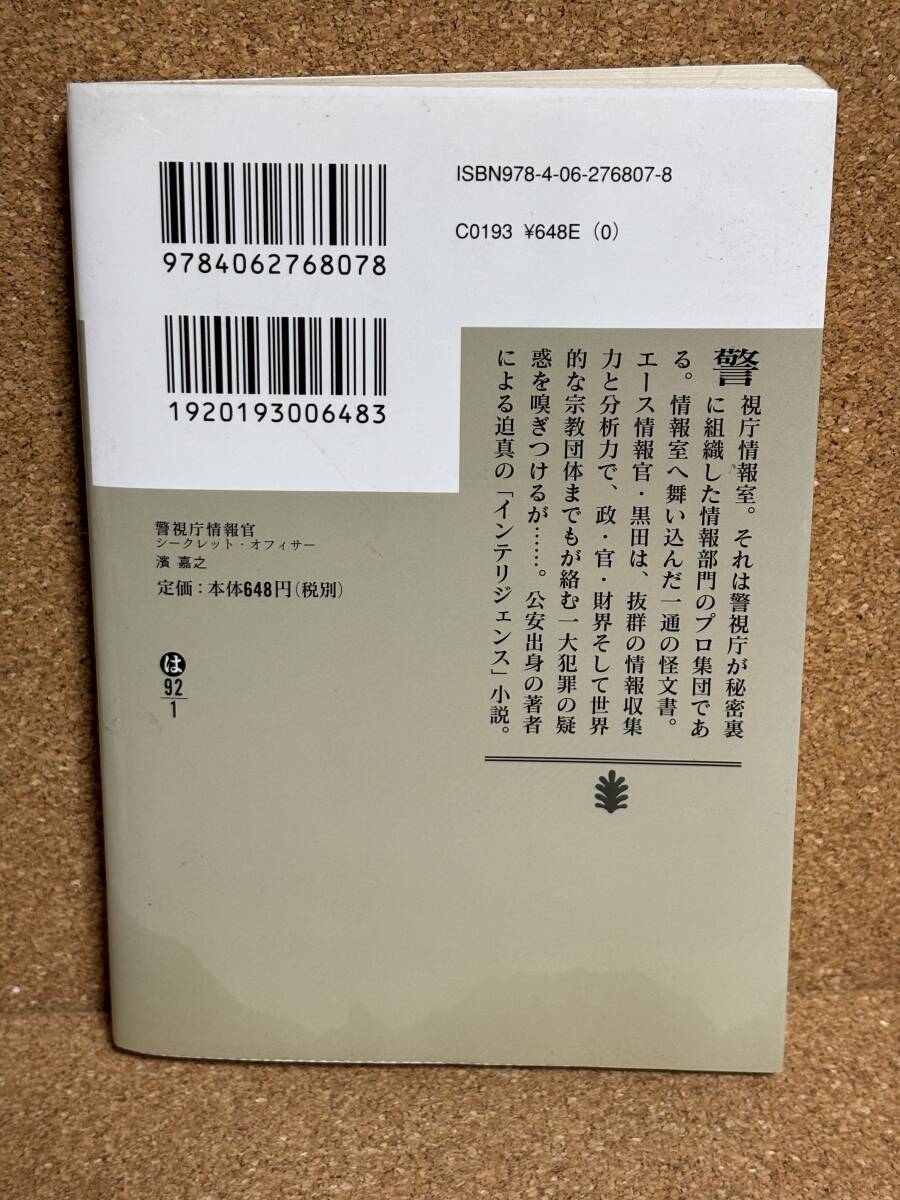 ISBN978-4-06-276807-8
C0193 ¥648E (0)
9784062768078
1920193006483
警視庁情報室。それは警視庁が秘密裏
に組織した情報部門のプロ集団であ
る。情報室へ舞い込んだ一通の怪文書。
エース情報官・黒田は、抜群の情報収集
力と分析力で、政・官・財界そして世界
的な宗教団体までもが絡む一大犯罪の疑
惑を嗅ぎつけるが……。公安出身の著者
による迫真の「インテリジェンス」小説。
警視庁情報官
シークレット・オフィサー
濱 嘉之
定価:本体648円(税別)
は
92
1